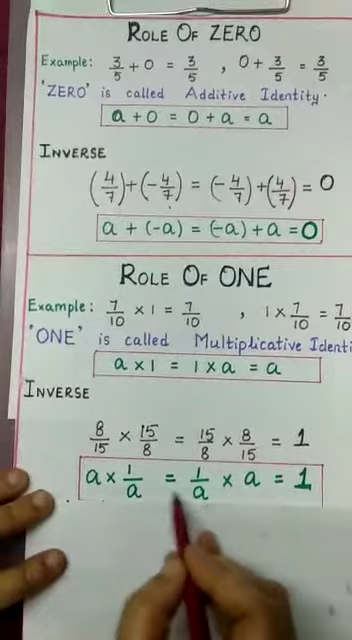 ROLE OF ZERO
Example: 3/5 + 0 = 3/5 , 0 + 3/5 = 3/5
'ZERO' is called Additive Identity.
a + 0 = 0 + a = a
INVERSE
(4/7)+(-4/7) = (-4/7)+(4/7) = 0
a + (-a) = (-a) + a = 0
ROLE OF ONE
Example: 7/10 × 1 = 7/10 , 1 × 7/10 = 7/10
'ONE' is called Multiplicative Identi
a × 1 = 1 × a = a
INVERSE
8/15 × 15/8 = 15/8 × 8/15 = 1
a × 1/a = 1/a × a = 1